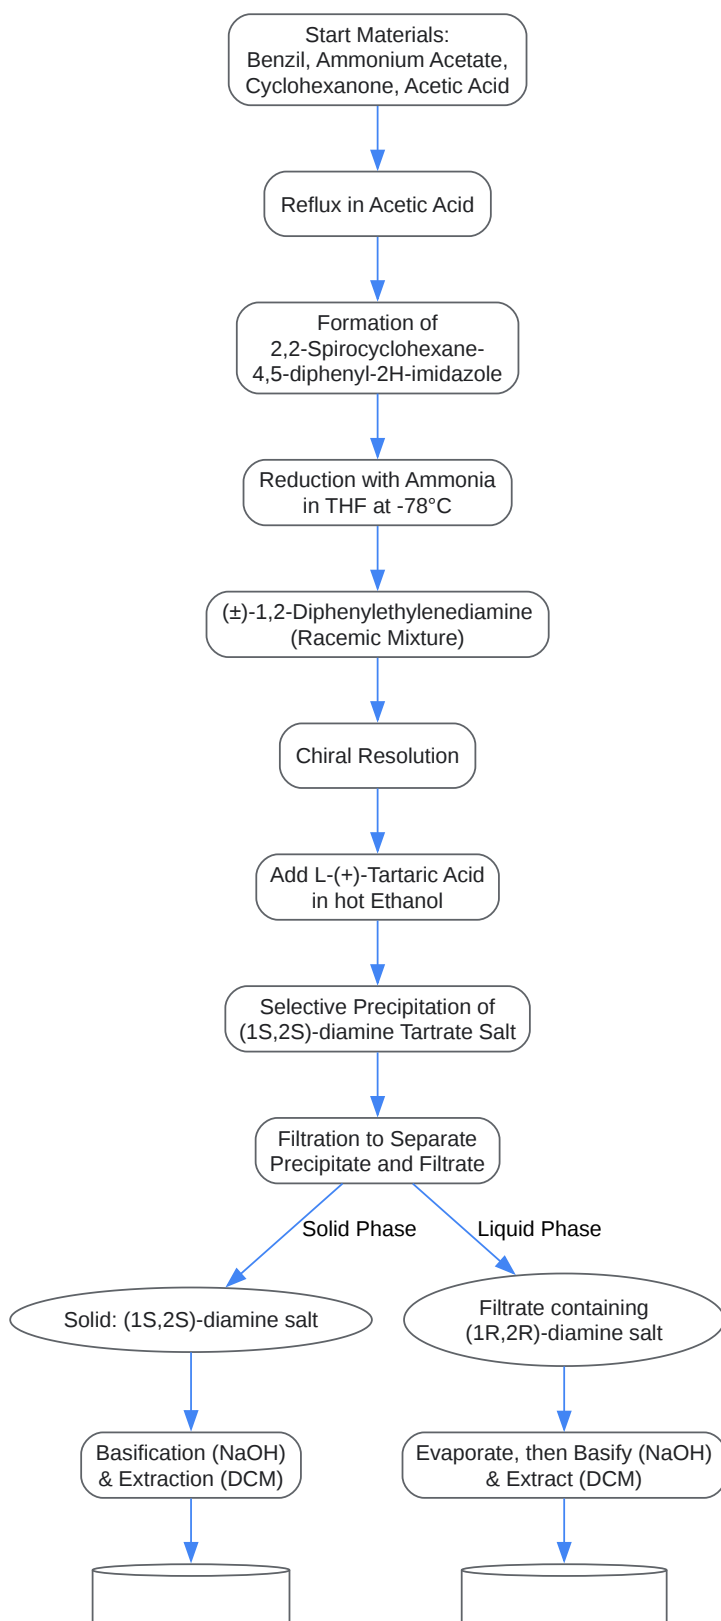 Start Materials:
Benzil, Ammonium Acetate,
Cyclohexanone, Acetic Acid
Reflux in Acetic Acid
Formation of
2,2-Spirocyclohexane-
4,5-diphenyl-2H-imidazole
Reduction with Ammonia
in THF at -78°C
(±)-1,2-Diphenylethylenediamine
(Racemic Mixture)
Chiral Resolution
Add L-(+)-Tartaric Acid
in hot Ethanol
Selective Precipitation of
(1S,2S)-diamine Tartrate Salt
Filtration to Separate
Precipitate and Filtrate
Solid Phase
Liquid Phase
Solid: (1S,2S)-diamine salt
Filtrate containing
(1R,2R)-diamine salt
Basification (NaOH)
& Extraction (DCM)
Evaporate, then Basify (NaOH)
& Extract (DCM)